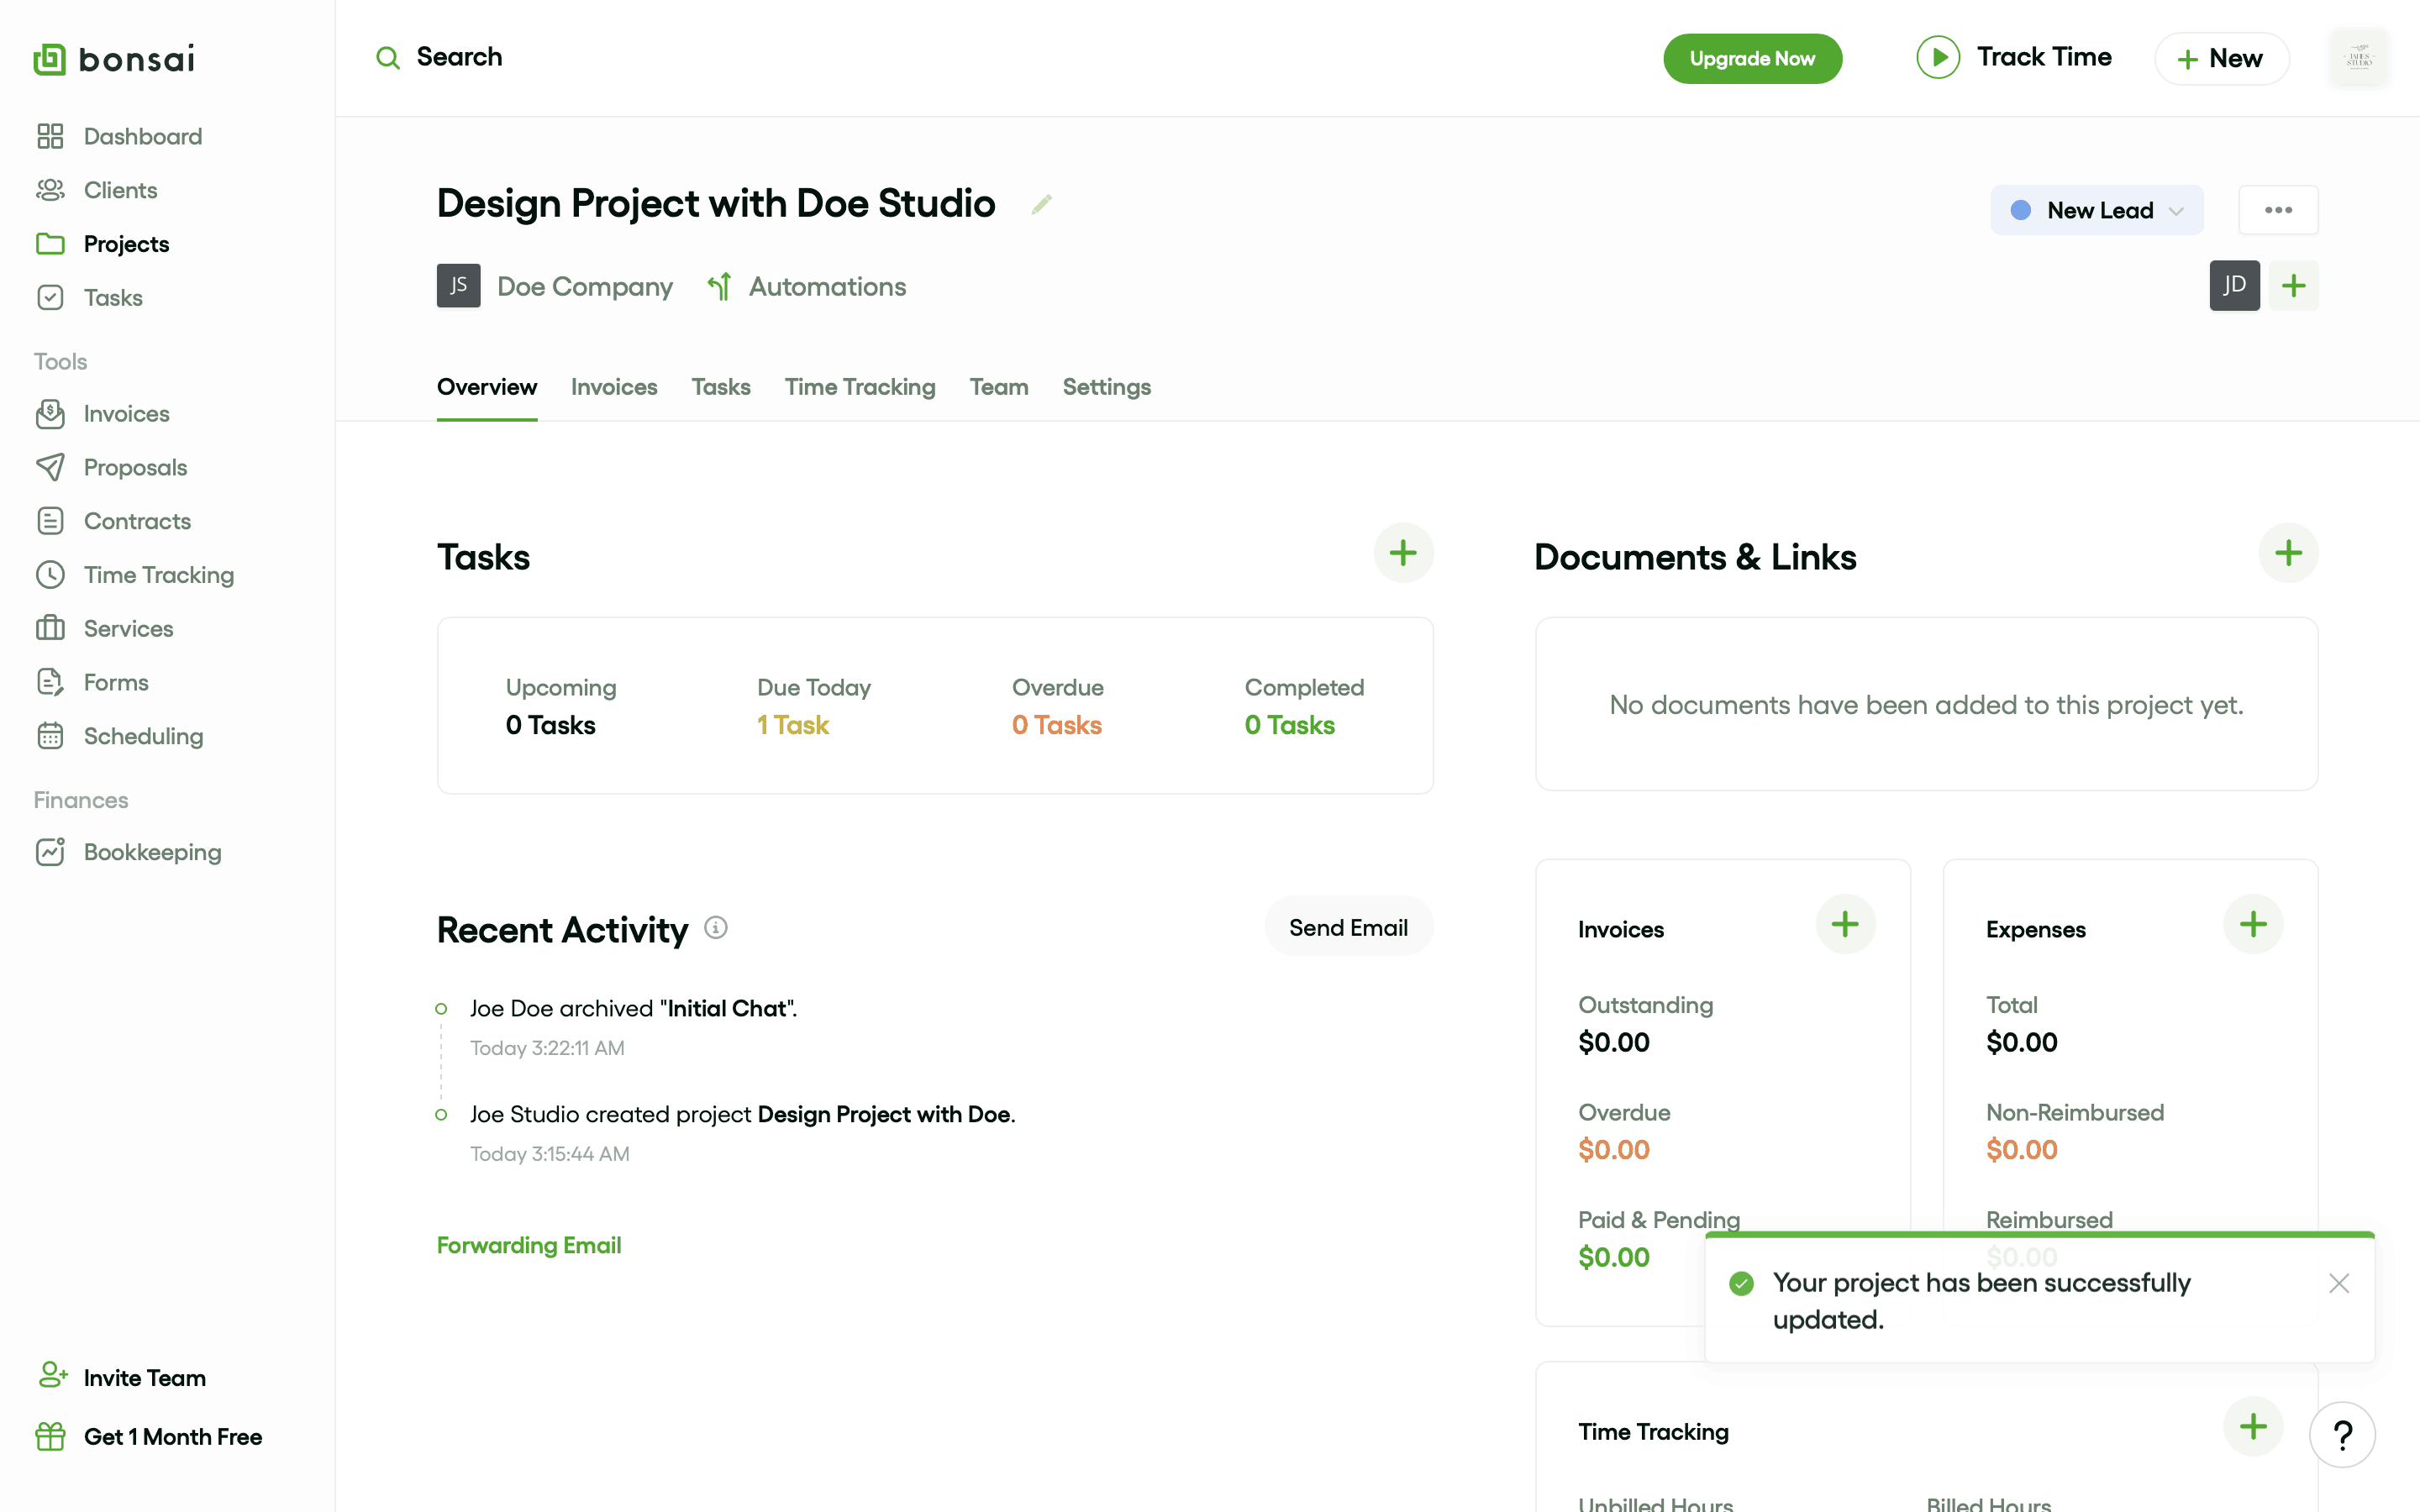 bonsai
Search
Upgrade Now
Track Time
New
JAMES
STUDIO
Dashboard
Clients
Projects
Tasks
Tools
Invoices
Proposals
Contracts
Time Tracking
Services
Forms
Scheduling
Finances
Bookkeeping
Invite Team
Get 1 Month Free
Design Project with Doe Studio
New Lead
JS Doe Company
Automations
JD
Overview
Invoices
Tasks
Time Tracking
Team
Settings
Tasks
Upcoming
0 Tasks
Due Today
1 Task
Overdue
0 Tasks
Completed
0 Tasks
Documents & Links
No documents have been added to this project yet.
Recent Activity
Send Email
Joe Doe archived "Initial Chat".
Today 3:22:11 AM
Joe Studio created project Design Project with Doe.
Today 3:15:44 AM
Forwarding Email
Invoices
Outstanding
$0.00
Overdue
$0.00
Paid & Pending
$0.00
Expenses
Total
$0.00
Non-Reimbursed
$0.00
Reimbursed
$0.00
Your project has been successfully
updated.
Time Tracking
Unbilled Hours
Billed Hours
?